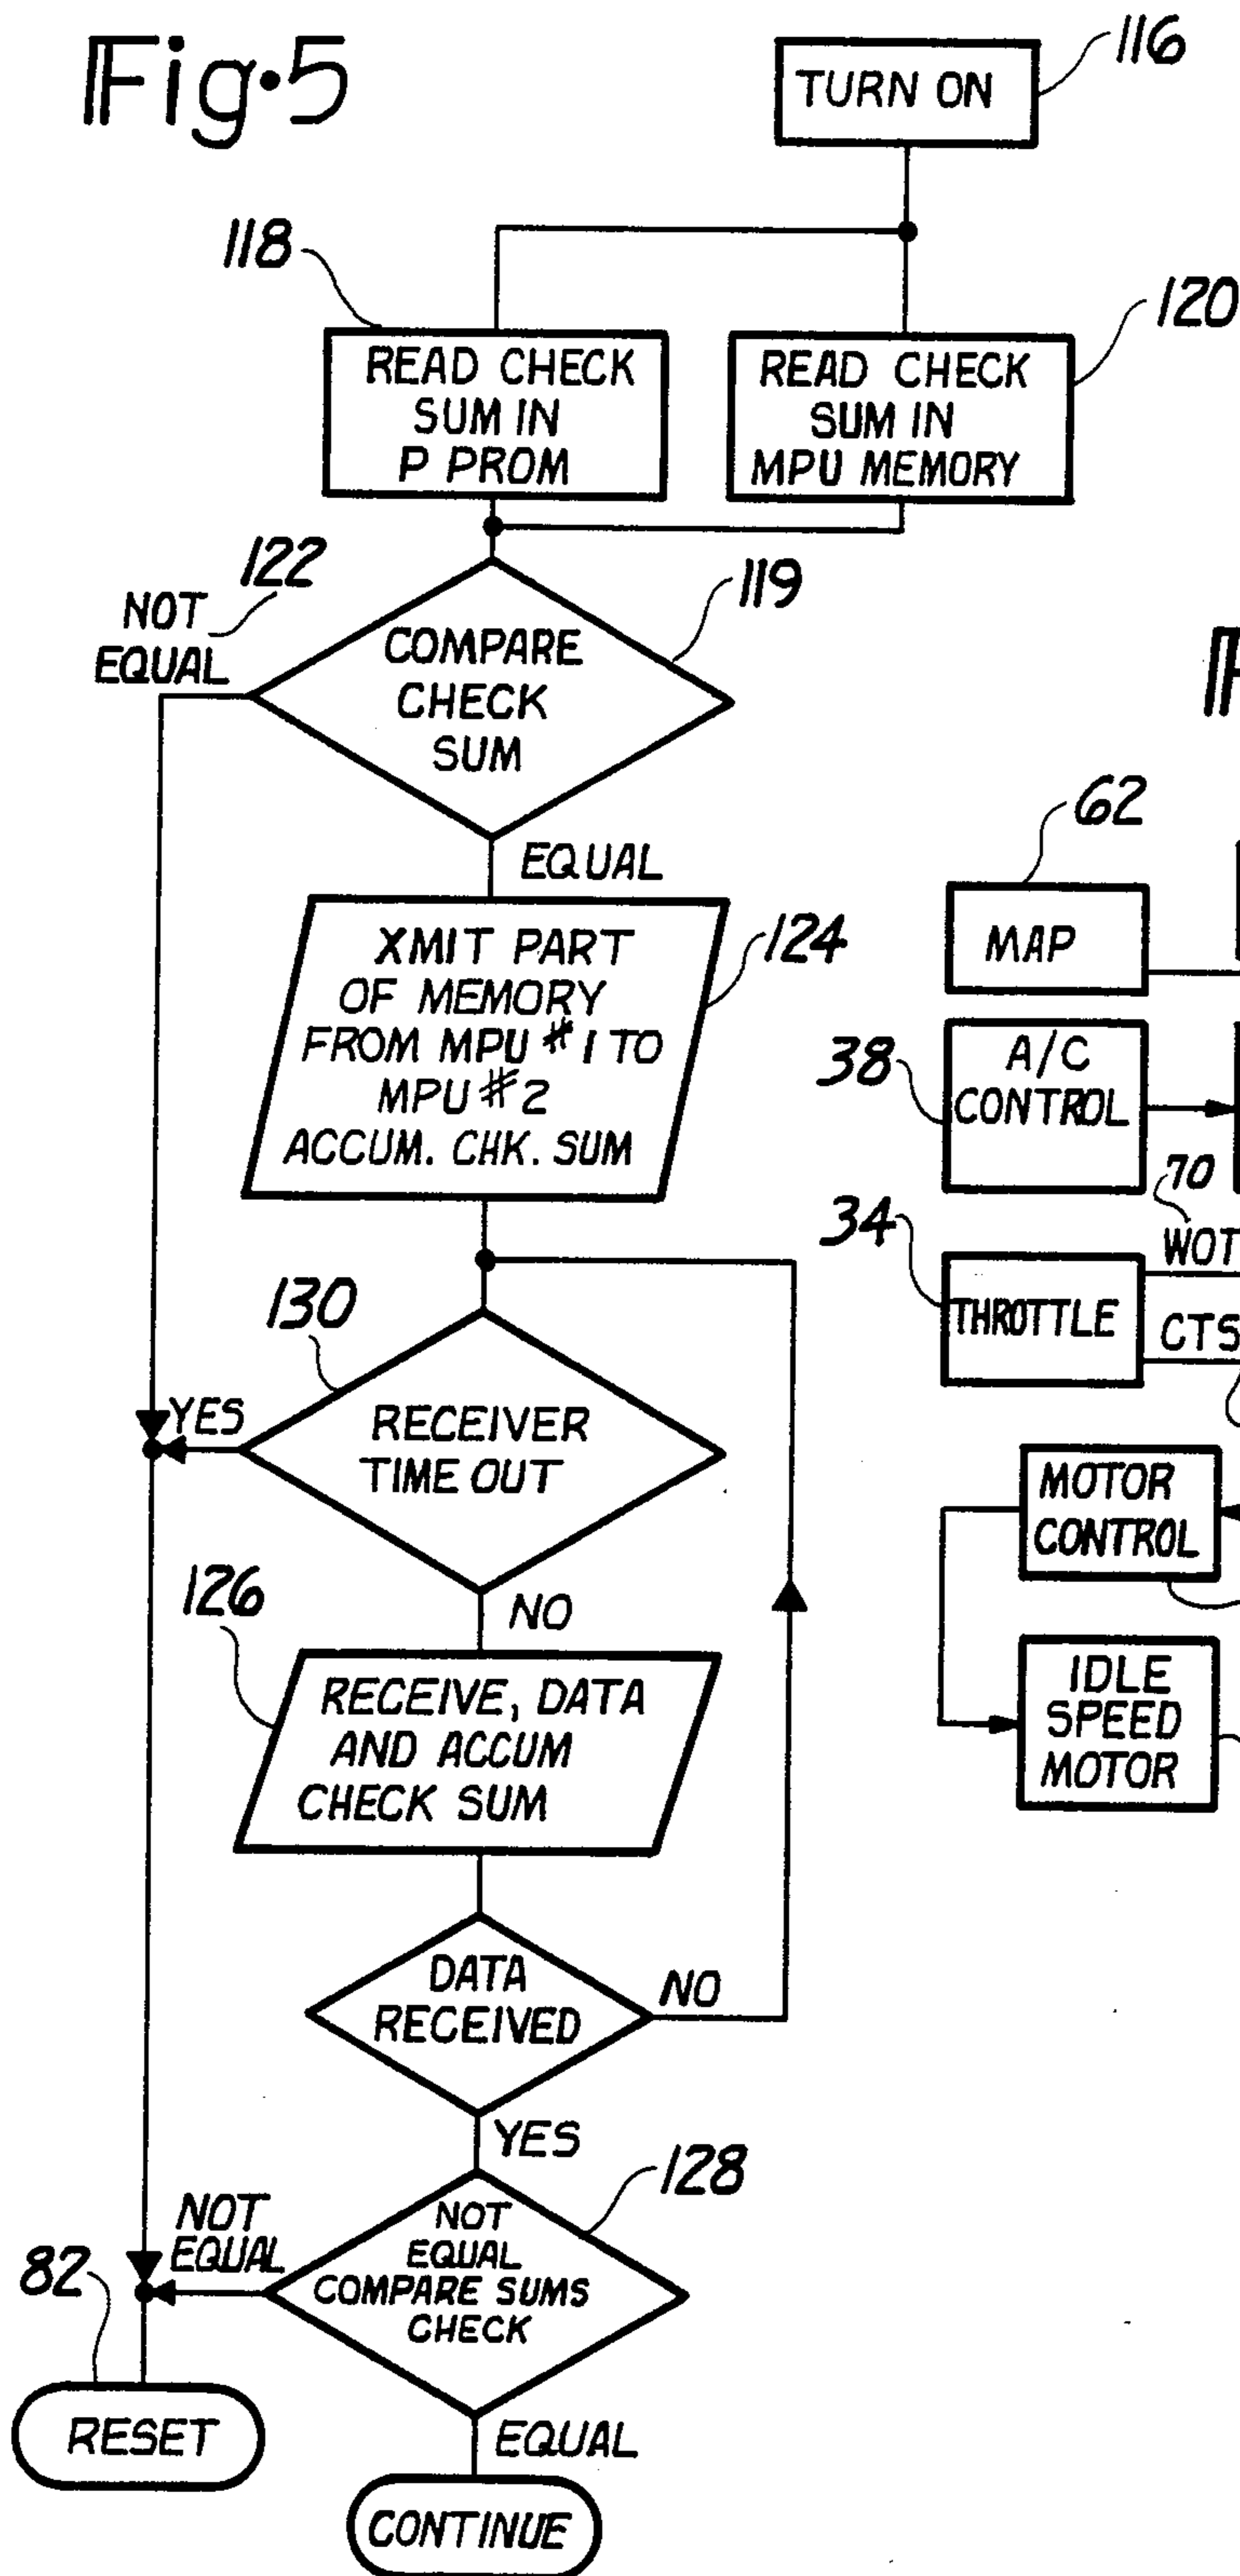 Fig.5
TURN ON
116
118
120
READ CHECK
SUM IN
P PROM
READ CHECK
SUM IN
MPU MEMORY
122
NOT
EQUAL
119
COMPARE
CHECK
SUM
EQUAL
XMIT PART
OF MEMORY
FROM MPU #1 TO
MPU #2
ACCUM. CHK. SUM
124
130
YES
RECEIVER
TIME OUT
NO
126
RECEIVE, DATA
AND ACCUM
CHECK SUM
DATA
RECEIVED
NO
YES
128
NOT
EQUAL
NOT
EQUAL
COMPARE SUMS
CHECK
82
RESET
EQUAL
CONTINUE
62
MAP
38
A/C
CONTROL
70
34
WOT
THROTTLE
CTS
MOTOR
CONTROL
IDLE
SPEED
MOTOR